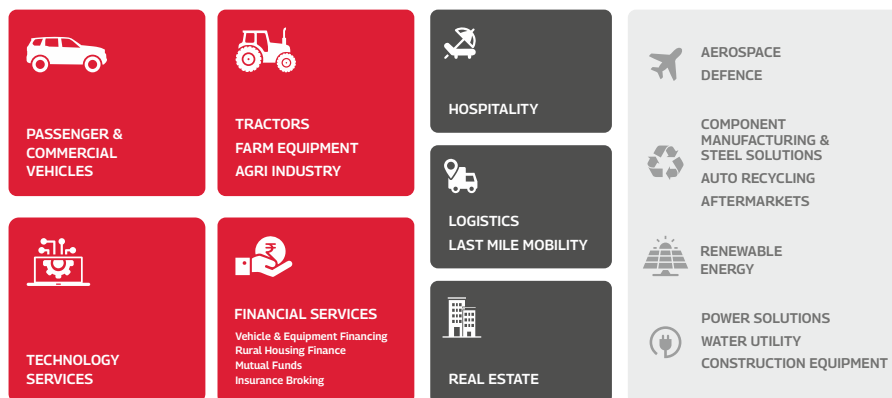 PASSENGER &
COMMERCIAL
VEHICLES
TRACTORS
FARM EQUIPMENT
AGRI INDUSTRY
TECHNOLOGY
SERVICES
₹
FINANCIAL SERVICES
Vehicle & Equipment Financing
Rural Housing Finance
Mutual Funds
Insurance Broking
HOSPITALITY
LOGISTICS
LAST MILE MOBILITY
REAL ESTATE
AEROSPACE
DEFENCE
COMPONENT
MANUFACTURING &
STEEL SOLUTIONS
AUTO RECYCLING
AFTERMARKETS
RENEWABLE
ENERGY
POWER SOLUTIONS
WATER UTILITY
CONSTRUCTION EQUIPMENT